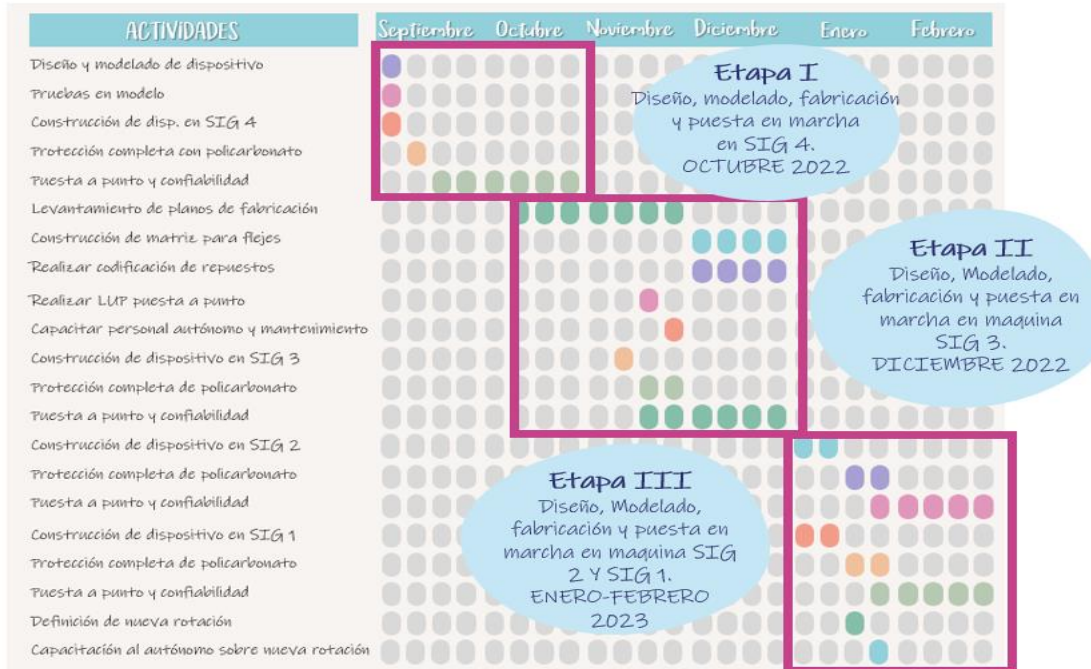 ACTIVIDADES
Septiembre Octubre Noviembre Diciembre Enero Febrero
Diseño y modelado de dispositivo
Pruebas en modelo
Construcción de disp. en SIG 4
Protección completa con policarbonato
Puesta a punto y confiabilidad
Levantamiento de planos de fabricación
Construcción de matriz para flejes
Realizar codificación de repuestos
Realizar LUP puesta a punto
Capacitar personal autónomo y mantenimiento
Construcción de dispositivo en SIG 3
Protección completa de policarbonato
Puesta a punto y confiabilidad
Construcción de dispositivo en SIG 2
Protección completa de policarbonato
Puesta a punto y confiabilidad
Construcción de dispositivo en SIG 1
Protección completa de policarbonato
Puesta a punto y confiabilidad
Definición de nueva rotación
Capacitación al autónomo sobre nueva rotación
Etapa I
Diseño, modelado, fabricación
y puesta en marcha
en SIG 4.
OCTUBRE 2022
Etapa II
Diseño, Modelado,
fabricación y puesta en
marcha en maquina
SIG 3.
DICIEMBRE 2022
Etapa III
Diseño, Modelado,
fabricación y puesta en
marcha en maquina SIG
2 Y SIG 1.
ENERO-FEBRERO
2023